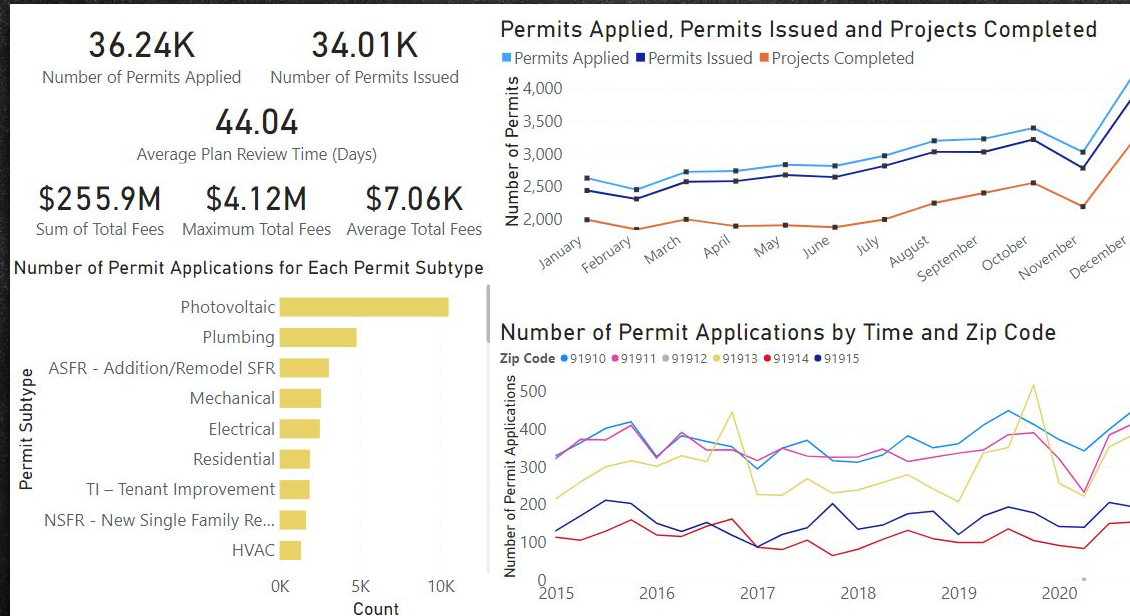 36.24K
Number of Permits Applied
34.01K
Number of Permits Issued
44.04
Average Plan Review Time (Days)
$255.9M
Sum of Total Fees
$4.12M
Maximum Total Fees
$7.06K
Average Total Fees
Number of Permit Applications for Each Permit Subtype
Permit Subtype
Photovoltaic
Plumbing
ASFR - Addition/Remodel SFR
Mechanical
Electrical
Residential
TI – Tenant Improvement
NSFR - New Single Family Re...
HVAC
0K 5K 10K
Count
Permits Applied, Permits Issued and Projects Completed
Permits Applied Permits Issued Projects Completed
Number of Permits
4,000
3,500
3,000
2,500
2,000
January February March April May June July August September October November December
Number of Permit Applications by Time and Zip Code
Zip Code 91910 91911 91912 91913 91914 91915
Number of Permit Applications
500
400
300
200
100
0
2015 2016 2017 2018 2019 2020